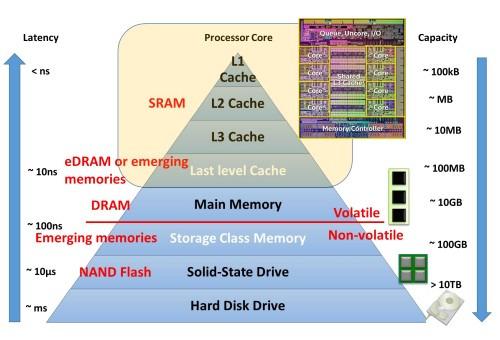 Latency
Processor Core
Capacity
Queue, Uncore, I/O
Core
Core
Core
Core
Core
Core
Core
Core
Shared
L3 Cache
Memory Controller
< ns
L1
Cache
~ 100kB
SRAM
L2 Cache
~ MB
L3 Cache
~ 10MB
eDRAM or emerging
memories
~ 10ns
Last level Cache
~ 100MB
DRAM
Main Memory
~ 10GB
Volatile
~ 100ns
Emerging memories
Storage Class Memory
Non-volatile
~ 100GB
~ 10µs
NAND Flash
Solid-State Drive
> 10TB
~ ms
Hard Disk Drive